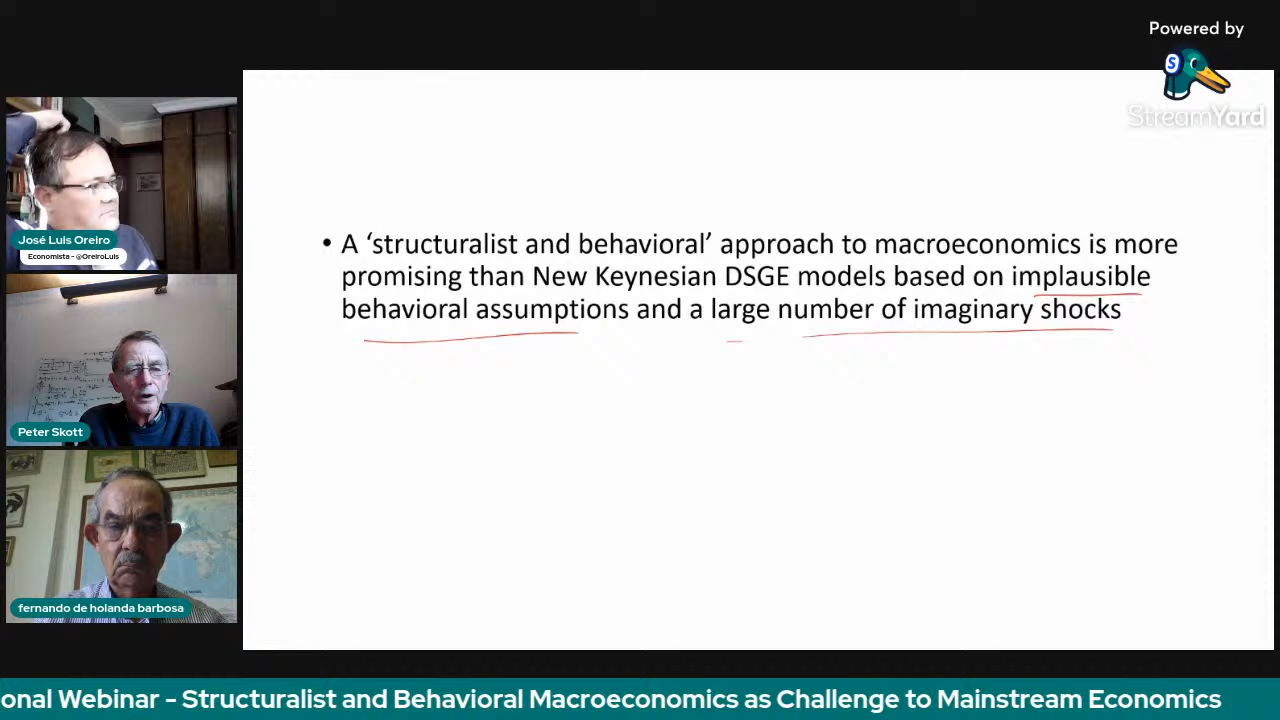 Powered by
StreamYard
José Luis Oreiro
Economista - @OreiroLuis
Peter Skott
fernando de holanda barbosa
• A ‘structuralist and behavioral’ approach to macroeconomics is more
promising than New Keynesian DSGE models based on implausible
behavioral assumptions and a large number of imaginary shocks
onal Webinar - Structuralist and Behavioral Macroeconomics as Challenge to Mainstream Economics